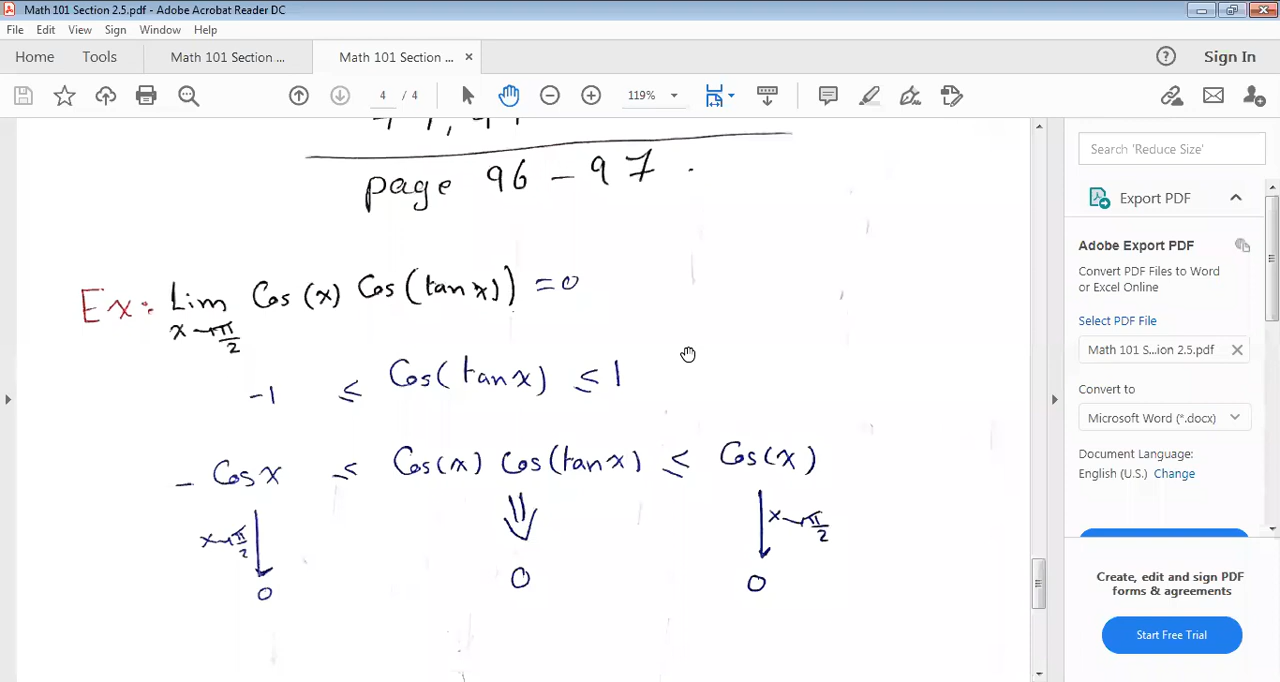 Math 101 Section 2.5.pdf - Adobe Acrobat Reader DC
File Edit View Window Sign Help
Home Tools Math 101 Section ... Math 101 Section ... × ? Sign In
4 / 4 119%
page 96 - 97 .
Ex: Lim x→π/2 Cos(x) Cos(tan x)) = 0
-1 ≤ Cos(tan x) ≤ 1
- Cos x ≤ Cos(x) Cos(tan x) ≤ Cos(x)
x→π/2 x→π/2
0 0 0
Search 'Reduce Size'
Export PDF
Adobe Export PDF
Convert PDF Files to Word
or Excel Online
Select PDF File
Math 101 S...ion 2.5.pdf ×
Convert to
Microsoft Word (*.docx)
Document Language:
English (U.S.) Change
Create, edit and sign PDF
forms & agreements
Start Free Trial